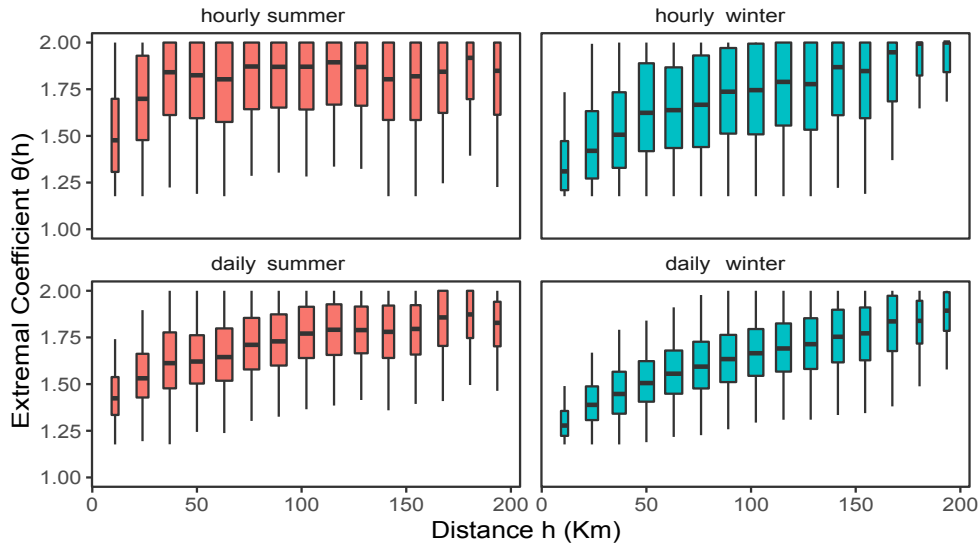 hourly summer
hourly winter
2.00
1.75
1.50
1.25
1.00
daily summer
daily winter
2.00
1.75
1.50
1.25
1.00
0 50 100 150 200
0 50 100 150 200
Extremal Coefficient θ(h)
Distance h (Km)